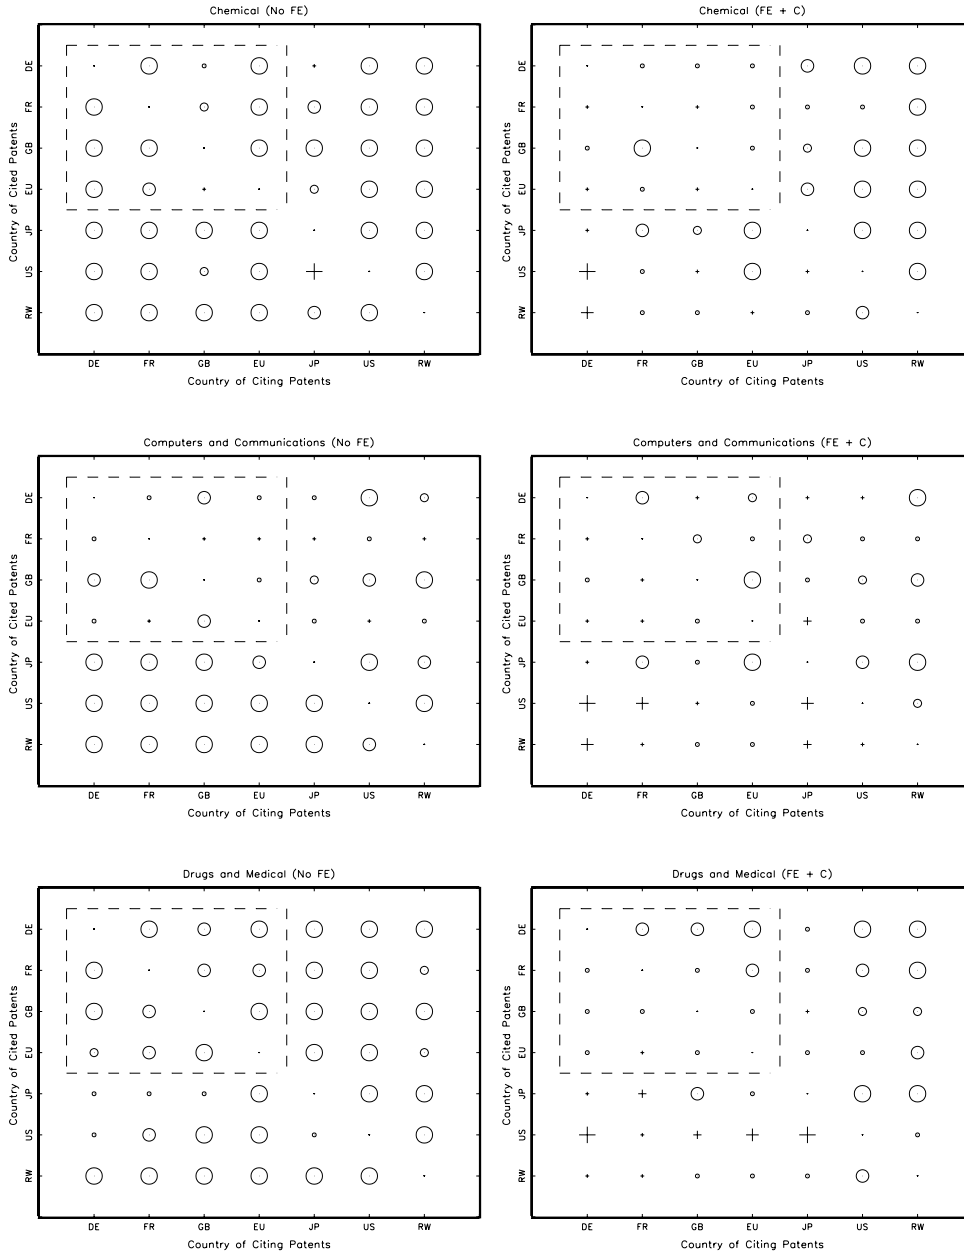 Chemical (No FE)
Chemical (FE + C)
Country of Cited Patents
DE
FR
GB
EU
JP
US
RW
DE FR GB EU JP US RW
Country of Citing Patents
Country of Cited Patents
DE
FR
GB
EU
JP
US
RW
DE FR GB EU JP US RW
Country of Citing Patents
Computers and Communications (No FE)
Computers and Communications (FE + C)
Country of Cited Patents
DE
FR
GB
EU
JP
US
RW
DE FR GB EU JP US RW
Country of Citing Patents
Country of Cited Patents
DE
FR
GB
EU
JP
US
RW
DE FR GB EU JP US RW
Country of Citing Patents
Drugs and Medical (No FE)
Drugs and Medical (FE + C)
Country of Cited Patents
DE
FR
GB
EU
JP
US
RW
DE FR GB EU JP US RW
Country of Citing Patents
Country of Cited Patents
DE
FR
GB
EU
JP
US
RW
DE FR GB EU JP US RW
Country of Citing Patents